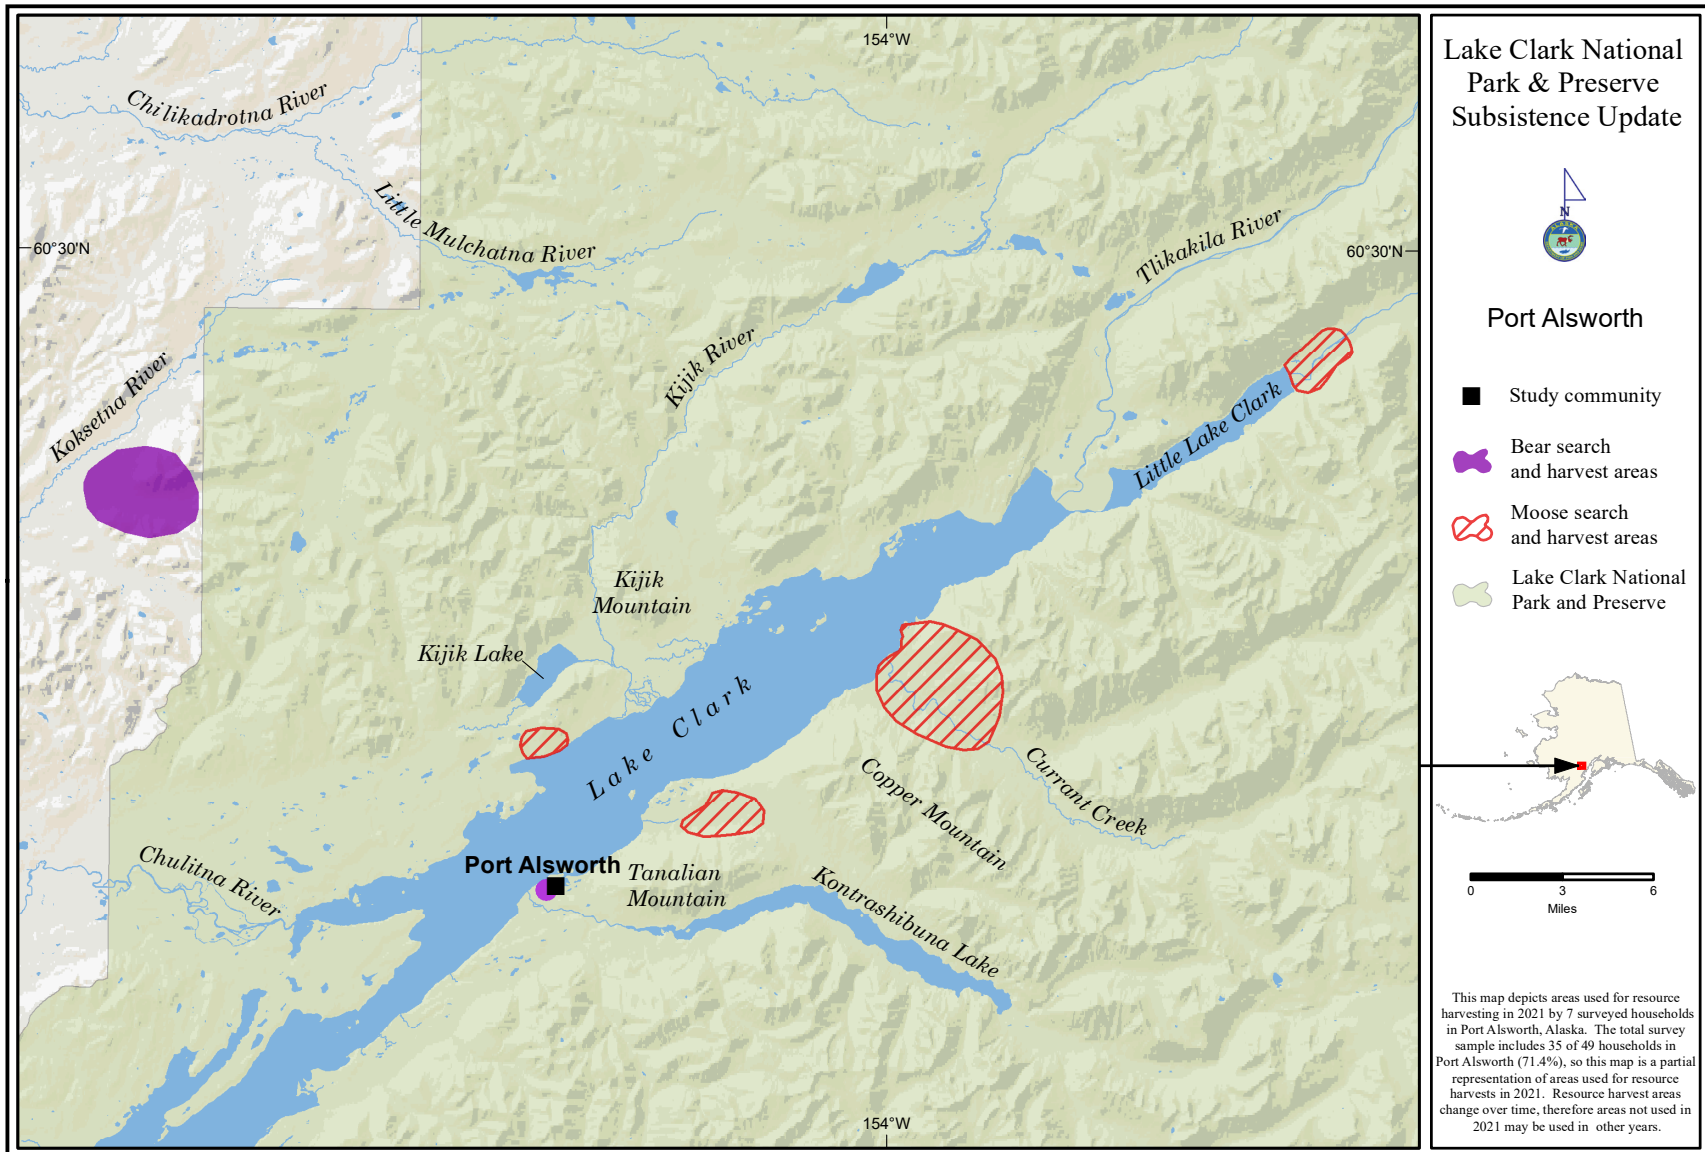 154°W
Chilikadrotna River
Little Mulchatna River
60°30'N
60°30'N
Tlikakila River
Kijik River
Koksetna River
Little Lake Clark
Kijik
Mountain
Kijik Lake
Lake Clark
Currant Creek
Copper Mountain
Chulitna River
Port Alsworth
Tanalian
Mountain
Kontrashibuna Lake
154°W
Lake Clark National
Park & Preserve
Subsistence Update
N
Port Alsworth
Study community
Bear search
and harvest areas
Moose search
and harvest areas
Lake Clark National
Park and Preserve
0 3 6
Miles
This map depicts areas used for resource
harvesting in 2021 by 7 surveyed households
in Port Alsworth, Alaska. The total survey
sample includes 35 of 49 households in
Port Alsworth (71.4%), so this map is a partial
representation of areas used for resource
harvests in 2021. Resource harvest areas
change over time, therefore areas not used in
2021 may be used in other years.